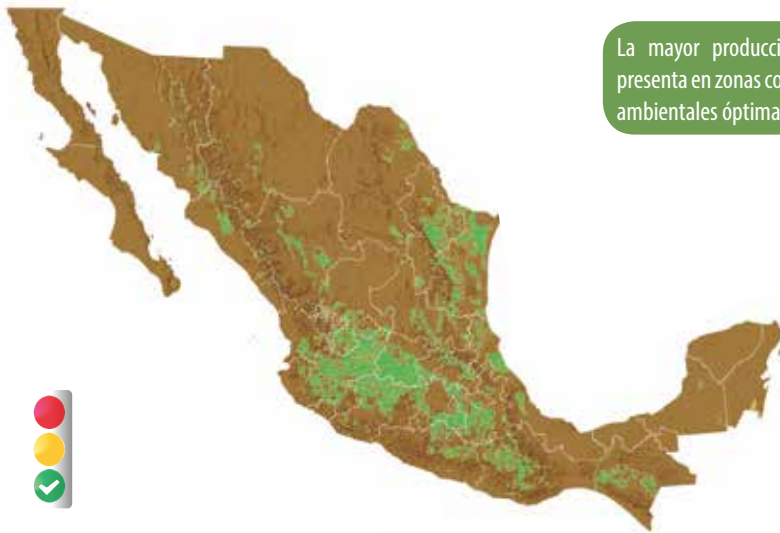 La mayor producci
presenta en zonas co
ambientales óptima